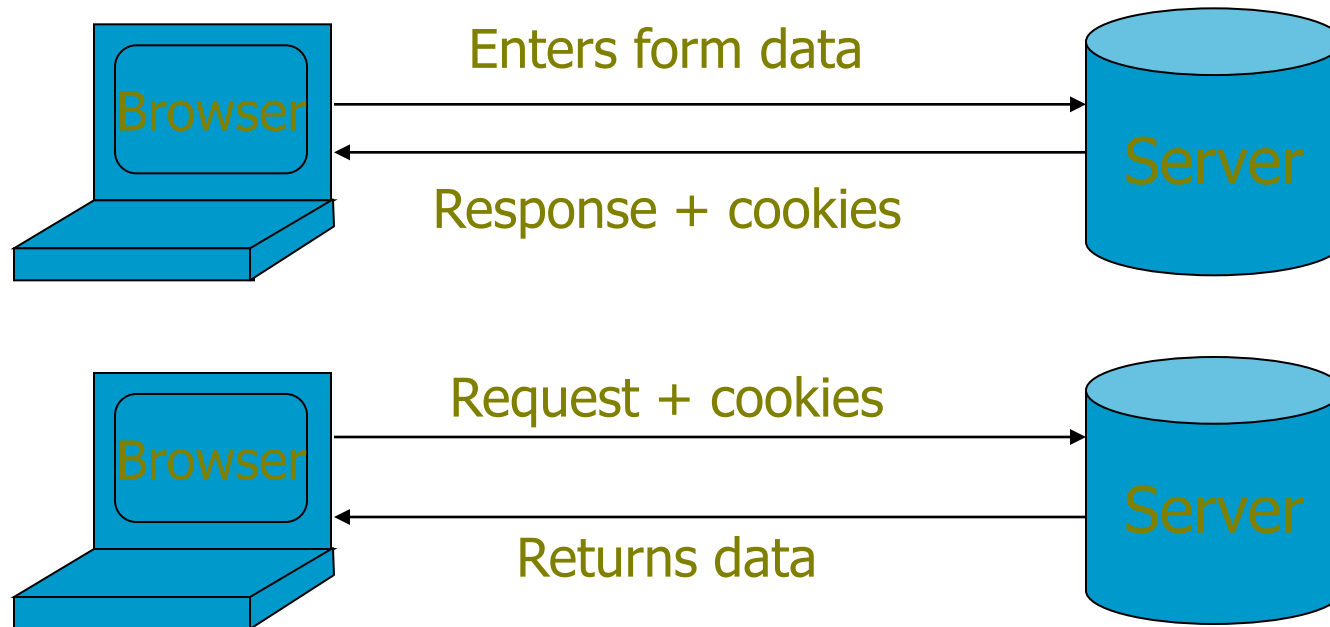 Enters form data
Browser
Server
Response + cookies
Request + cookies
Browser
Server
Returns data